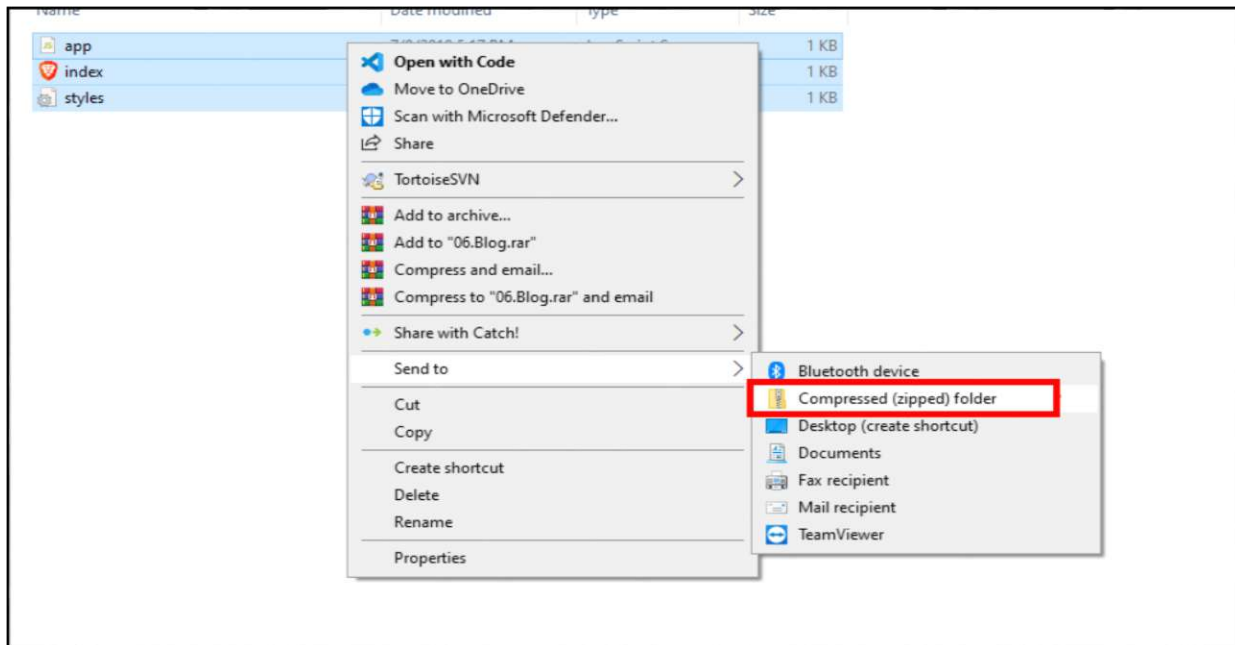 Name Date modified Type Size
app 1 KB
index 1 KB
styles 1 KB
Open with Code
Move to OneDrive
Scan with Microsoft Defender...
Share
TortoiseSVN
Add to archive...
Add to "06.Blog.rar"
Compress and email...
Compress to "06.Blog.rar" and email
Share with Catch!
Send to
Cut
Copy
Create shortcut
Delete
Rename
Properties
Bluetooth device
Compressed (zipped) folder
Desktop (create shortcut)
Documents
Fax recipient
Mail recipient
TeamViewer